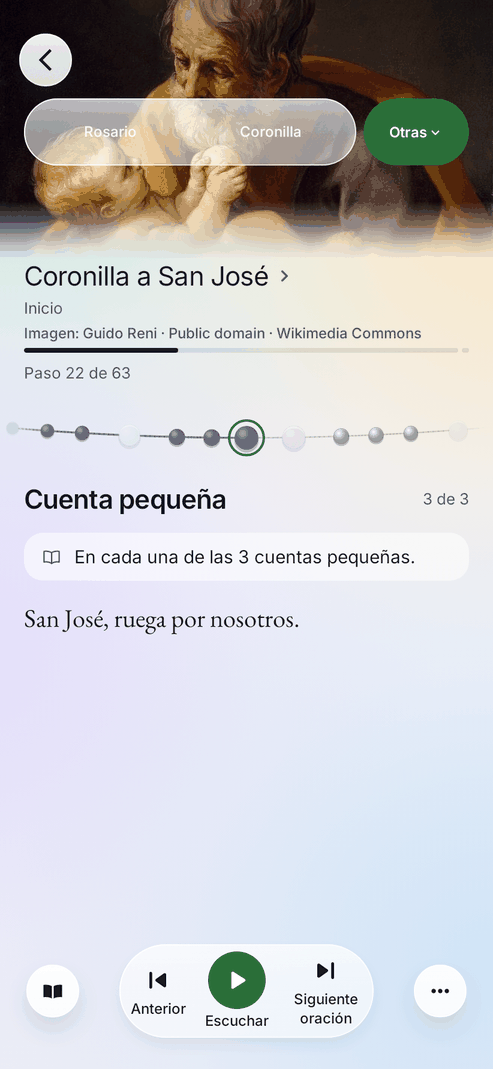 Rosario
Coronilla
Otras
Coronilla a San José
Inicio
Imagen: Guido Reni · Public domain · Wikimedia Commons
Paso 22 de 63
Cuenta pequeña
3 de 3
En cada una de las 3 cuentas pequeñas.
San José, ruega por nosotros.
Anterior
Escuchar
Siguiente
oración